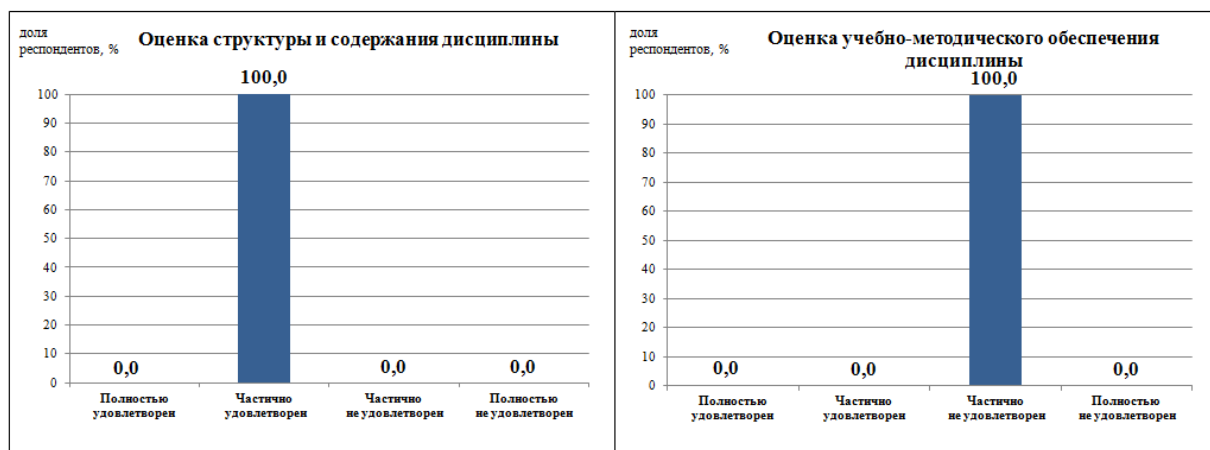 доля
респондентов, %
Оценка структуры и содержания дисциплины
100,0
100
90
80
70
60
50
40
30
20
10
0
0,0
0,0
0,0
Полностью
удовлетворен
Частично
удовлетворен
Частично
не удовлетворен
Полностью
не удовлетворен
доля
респондентов, %
Оценка учебно-методического обеспечения
дисциплины
100,0
100
90
80
70
60
50
40
30
20
10
0
0,0
0,0
0,0
Полностью
удовлетворен
Частично
удовлетворен
Частично
не удовлетворен
Полностью
не удовлетворен